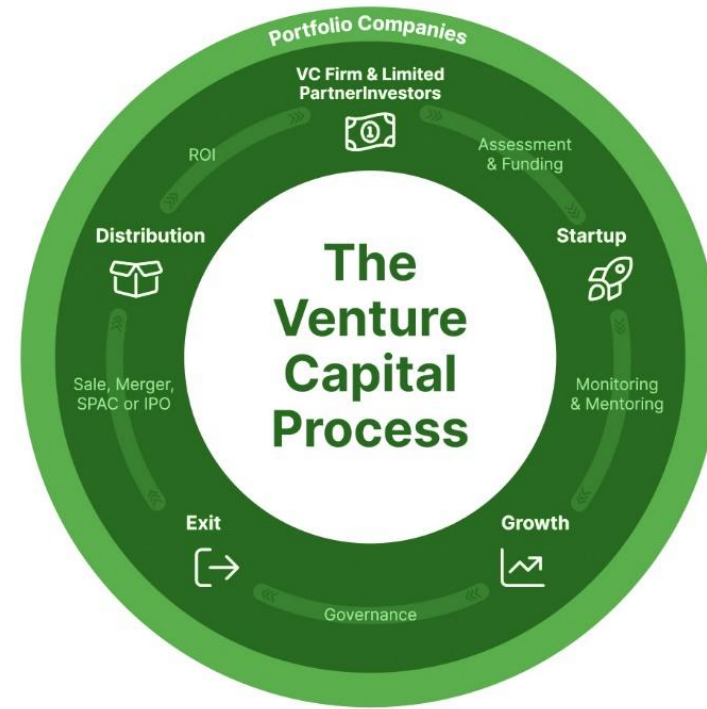 Portfolio Companies
VC Firm & Limited
PartnerInvestors
1
Assessment
& Funding
Startup
Monitoring
& Mentoring
Growth
Governance
Exit
Sale, Merger,
SPAC or IPO
Distribution
ROI
The
Venture
Capital
Process